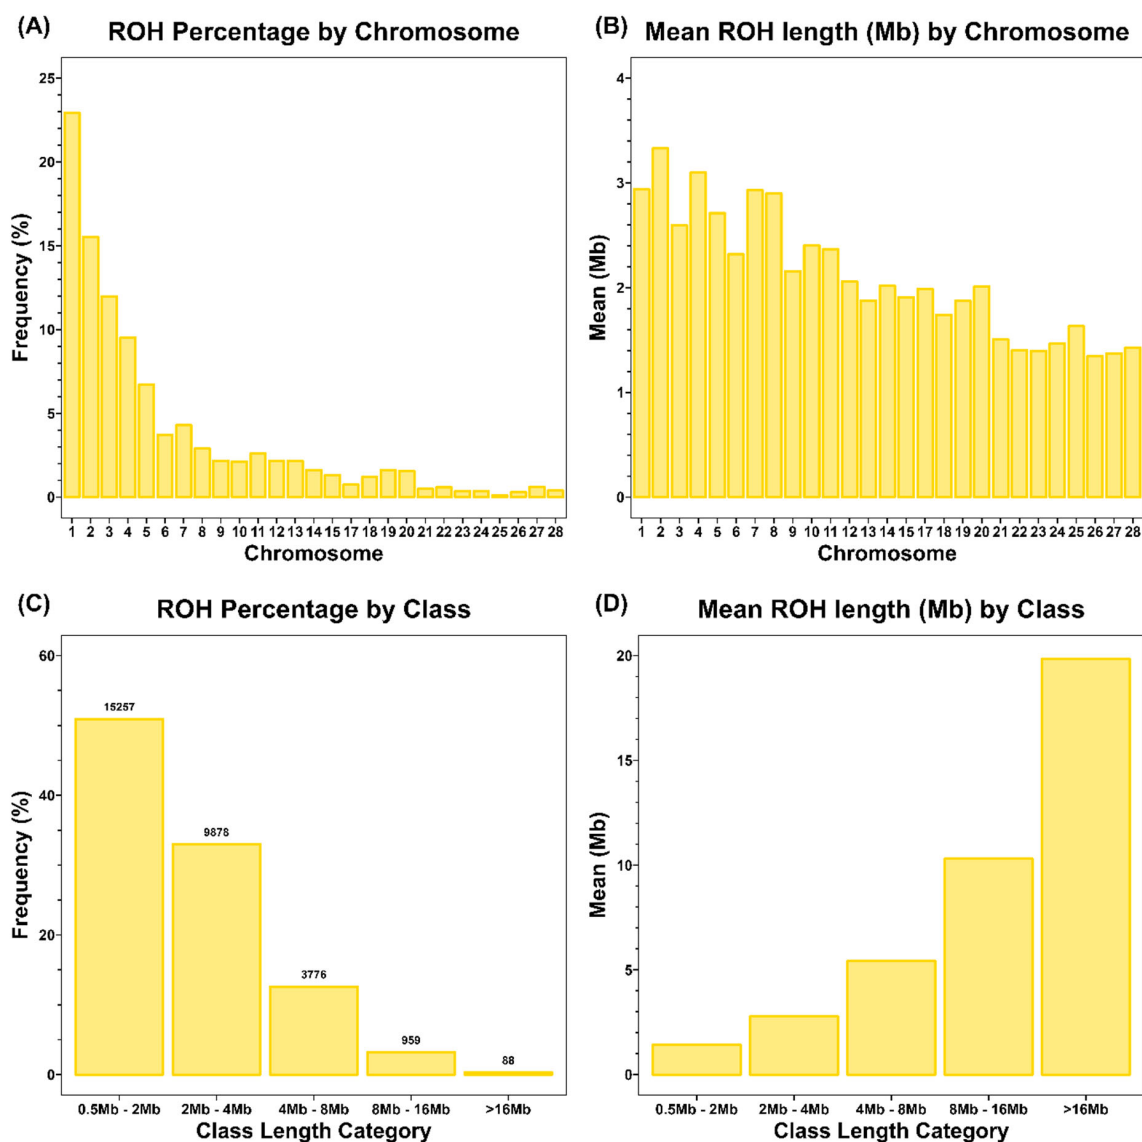 (A) ROH Percentage by Chromosome
25
20
15
10
5
0
Frequency (%)
1 2 3 4 5 6 7 8 9 10 11 12 13 14 15 17 18 19 20 21 22 23 24 25 26 27 28
Chromosome
(B) Mean ROH length (Mb) by Chromosome
4
3
2
1
0
Mean (Mb)
1 2 3 4 5 6 7 8 9 10 11 12 13 14 15 17 18 19 20 21 22 23 24 25 26 27 28
Chromosome
(C) ROH Percentage by Class
60
40
20
0
Frequency (%)
15257
9878
3776
959
88
0.5Mb - 2Mb 2Mb - 4Mb 4Mb - 8Mb 8Mb - 16Mb >16Mb
Class Length Category
(D) Mean ROH length (Mb) by Class
20
15
10
5
0
Mean (Mb)
0.5Mb - 2Mb 2Mb - 4Mb 4Mb - 8Mb 8Mb - 16Mb >16Mb
Class Length Category